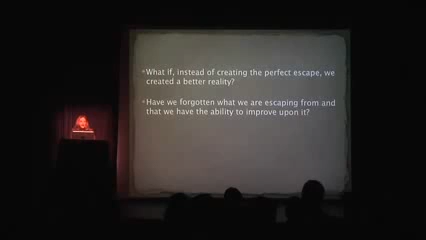 •What if, instead of creating the perfect escape, we
created a better reality?
•Have we forgotten what we are escaping from and
that we have the ability to improve upon it?